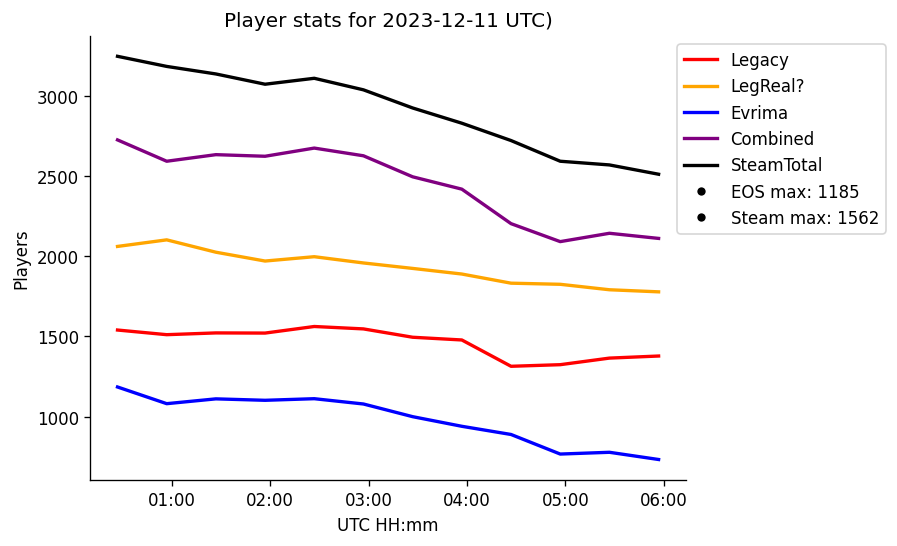 Player stats for 2023-12-11 UTC)
Legacy
LegReal?
Evrima
Combined
SteamTotal
EOS max: 1185
Steam max: 1562
Players
3000
2500
2000
1500
1000
01:00
02:00
03:00
04:00
05:00
06:00
UTC HH:mm